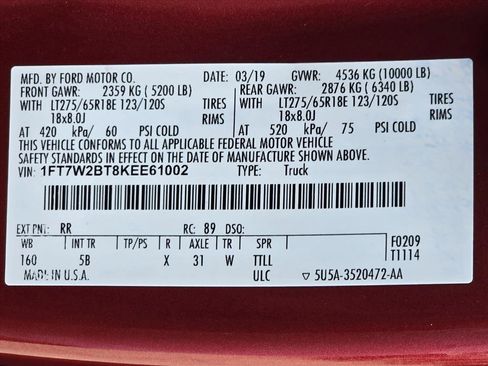 MFD. BY FORD MOTOR CO. DATE: 03/19 GVWR: 4536 KG (10000 LB)
FRONT GAWR: 2359 KG ( 5200 LB) REAR GAWR: 2876 KG ( 6340 LB)
WITH LT275/65R18E 123/120S TIRES WITH LT275/65R18E 123/120S TIRES
18x8.0J RIMS 18x8.0J RIMS
AT 420 kPa/ 60 PSI COLD AT 520 kPa/ 75 PSI COLD
THIS VEHICLE CONFORMS TO ALL APPLICABLE FEDERAL MOTOR VEHICLE
SAFETY STANDARDS IN EFFECT ON THE DATE OF MANUFACTURE SHOWN ABOVE.
VIN: 1FT7W2BT8KEE61002 TYPE: Truck
EXT PNT: RR RC: 89 DSO:
WB INT TR TP/PS R AXLE TR SPR F0209
160 5B X 31 W TTLL T1114
MADE IN U.S.A. ULC ▽ 5U5A-3520472-AA